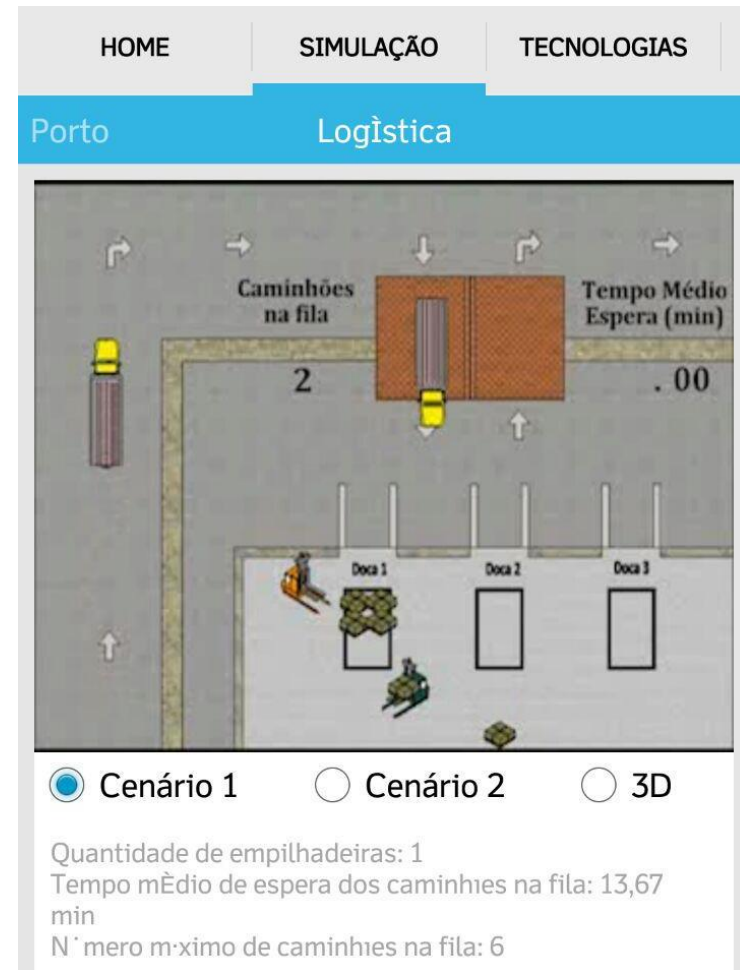 HOME SIMULAÇÃO TECNOLOGIAS
Porto LogÌstica
Caminhões
na fila
2
Tempo Médio
Espera (min)
. 00
Doca 1 Doca 2 Doca 3
Cenário 1 Cenário 2 3D
Quantidade de empilhadeiras: 1
Tempo mÈdio de espera dos caminhıes na fila: 13,67
min
N˙mero m·ximo de caminhıes na fila: 6